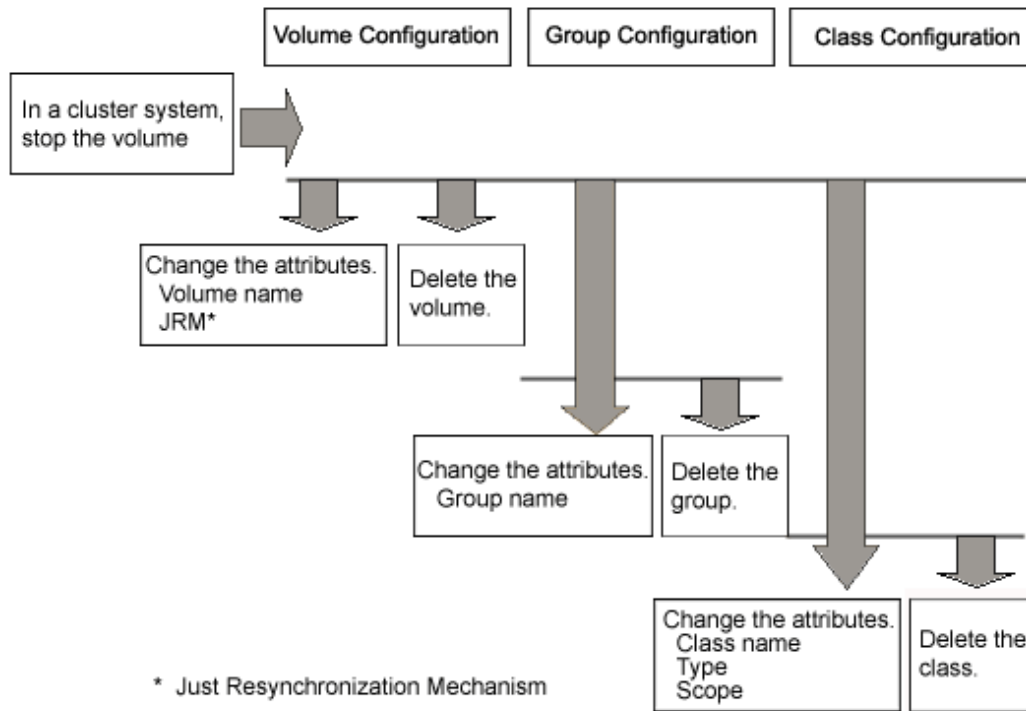 Volume Configuration
Group Configuration
Class Configuration
In a cluster system,
stop the volume
Change the attributes.
Volume name
JRM*
Delete the
volume.
Change the attributes.
Group name
Delete the
group.
Change the attributes.
Class name
Type
Scope
Delete the
class.
* Just Resynchronization Mechanism